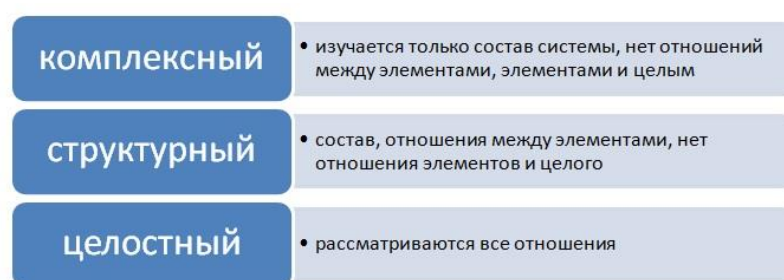 комплексный
• изучается только состав системы, нет отношений
между элементами, элементами и целым
структурный
• состав, отношения между элементами, нет
отношения элементов и целого
целостный
• рассматриваются все отношения